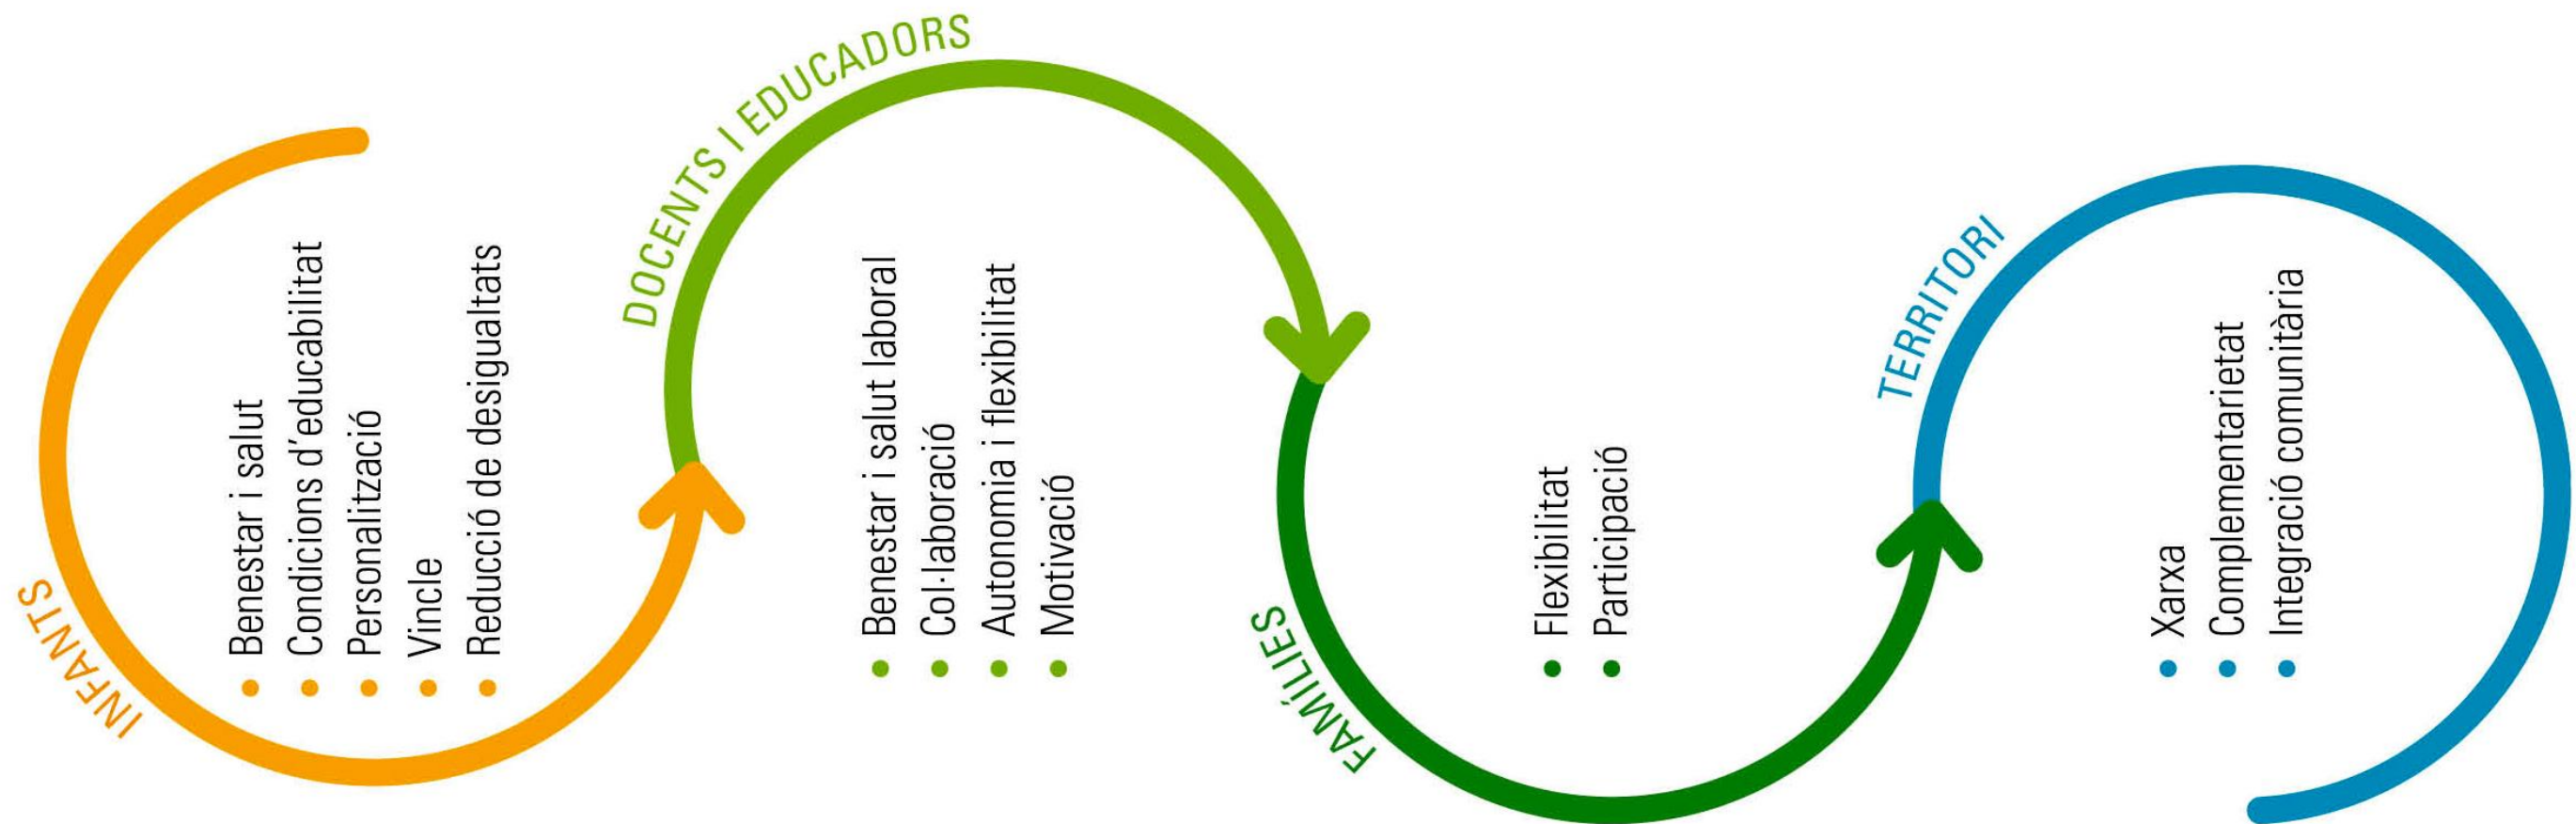 INFANTS
Benestar i salut
Condicions d'educabilitat
Personalització
Vincle
Reducció de desigualtats
DOCENTS I EDUCADORS
Benestar i salut laboral
Col·laboració
Autonomia i flexibilitat
Motivació
FAMÍLIES
Flexibilitat
Participació
TERRITORI
Xarxa
Complementarietat
Integració comunitària